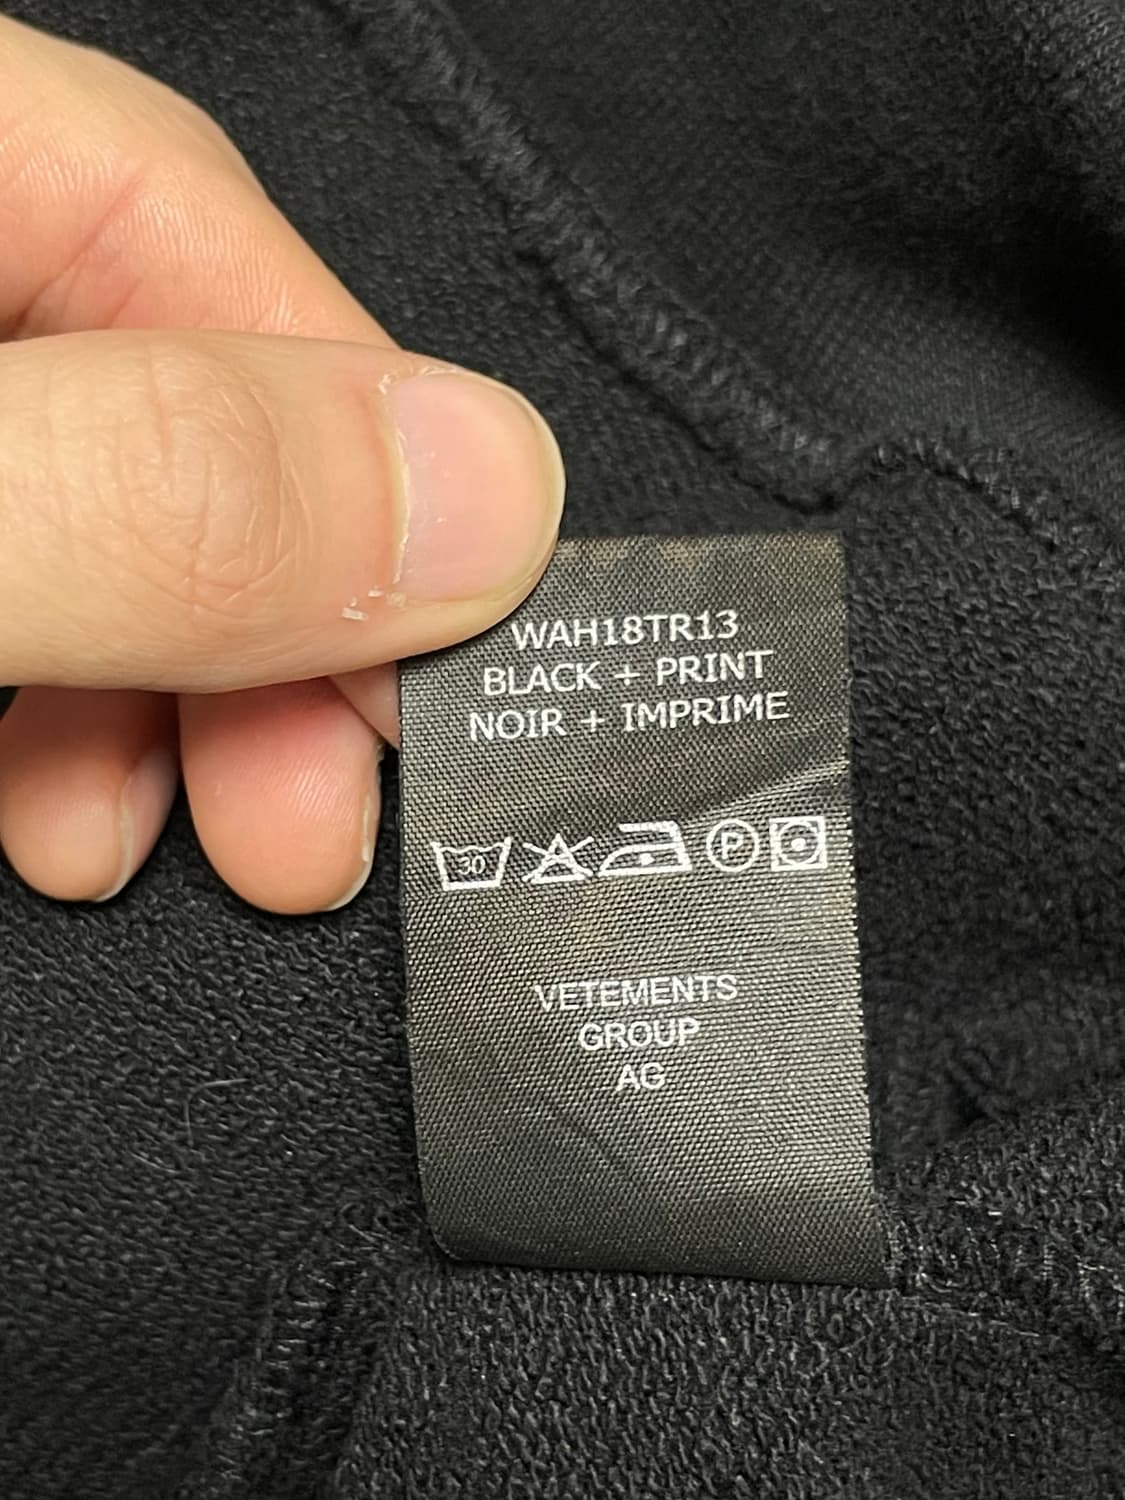 WAH18TR13
BLACK + PRINT
NOIR + IMPRIME
30 P
VETEMENTS
GROUP
AG